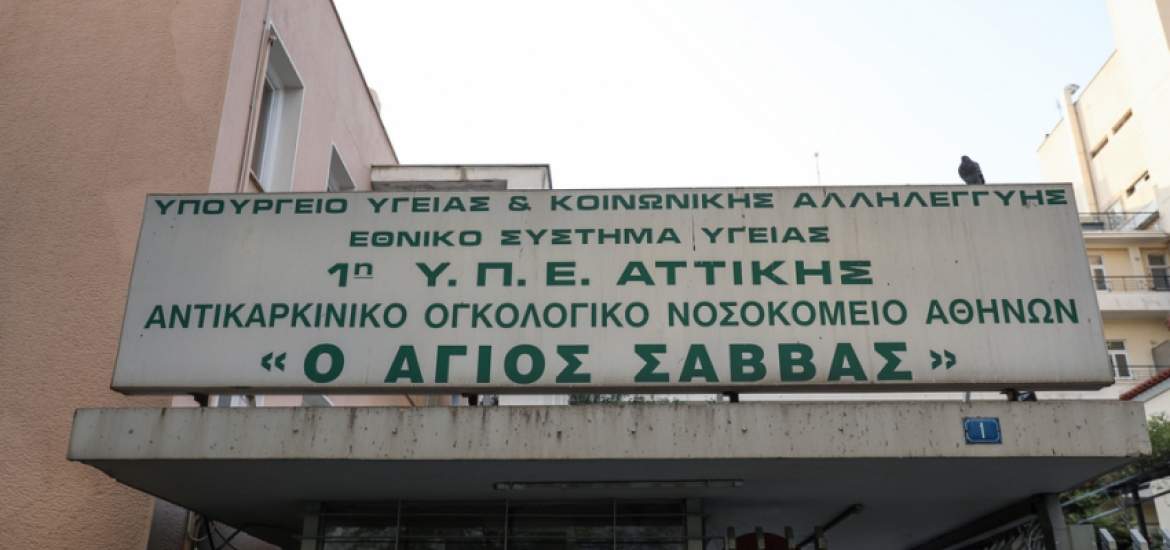 ΥΠΟΥΡΓΕΙΟ ΥΓΕΙΑΣ & ΚΟΙΝΩΝΙΚΗΣ ΑΛΛΗΛΕΓΓΥΗΣ
ΕΘΝΙΚΟ ΣΥΣΤΗΜΑ ΥΓΕΙΑΣ
1η Υ.Π.Ε. ΑΤΤΙΚΗΣ
ΑΝΤΙΚΑΡΚΙΝΙΚΟ ΟΓΚΟΛΟΓΙΚΟ ΝΟΣΟΚΟΜΕΙΟ ΑΘΗΝΩΝ
«Ο ΑΓΙΟΣ ΣΑΒΒΑΣ»
1